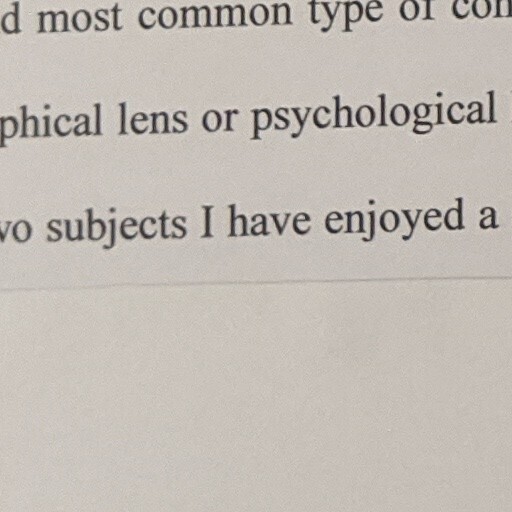 d most common type of con
phical lens or psychological
vo subjects I have enjoyed a